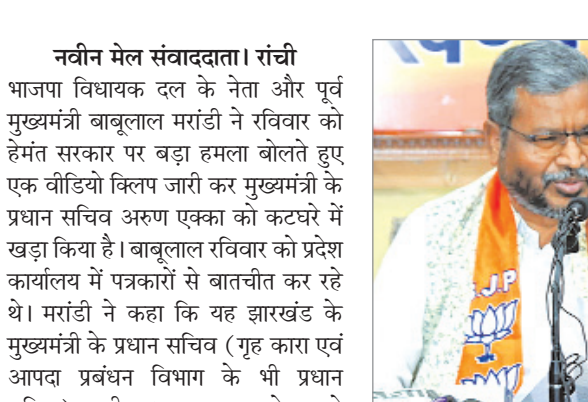 नवीन मेल संवाददाता। रांची
भाजपा विधायक दल के नेता और पूर्व
मुख्यमंत्री बाबूलाल मरांडी ने रविवार को
हेमंत सरकार पर बड़ा हमला बोलते हुए
एक वीडियो क्लिप जारी कर मुख्यमंत्री के
प्रधान सचिव अरुण एक्का को कटघरे में
खड़ा किया है। बाबूलाल रविवार को प्रदेश
कार्यालय में पत्रकारों से बातचीत कर रहे
थे। मरांडी ने कहा कि यह झारखंड के
मुख्यमंत्री के प्रधान सचिव (गृह कारा एवं
आपदा प्रबंधन विभाग के भी प्रधान
.J.P